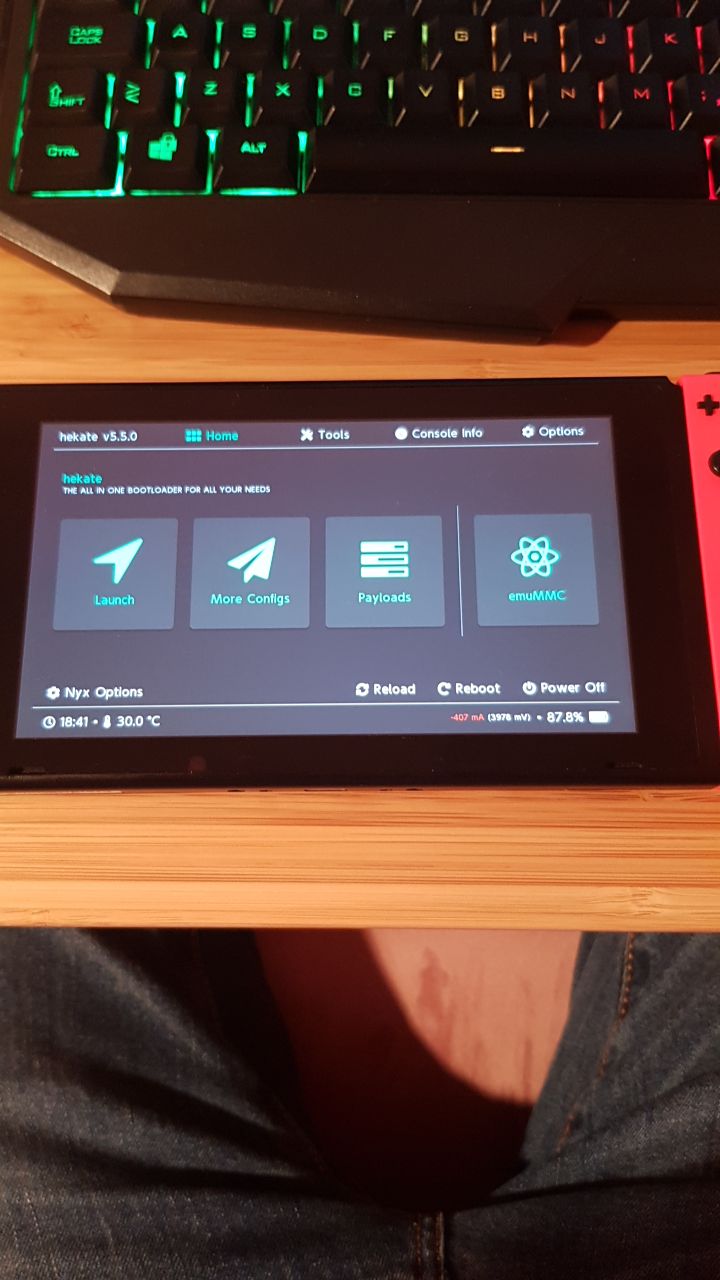 CAPS LOCK A S D F G H J K
SHIFT Z X C V B N M
CTRL ALT
hekate v5.5.0 Home Tools Console Info Options
hekate
THE ALL IN ONE BOOTLOADER FOR ALL YOUR NEEDS
Launch More Configs Payloads emuMMC
Nyx Options Reload Reboot Power Off
18:41 • 30.0 °C -407 mA (3978 mV) • 87.8%